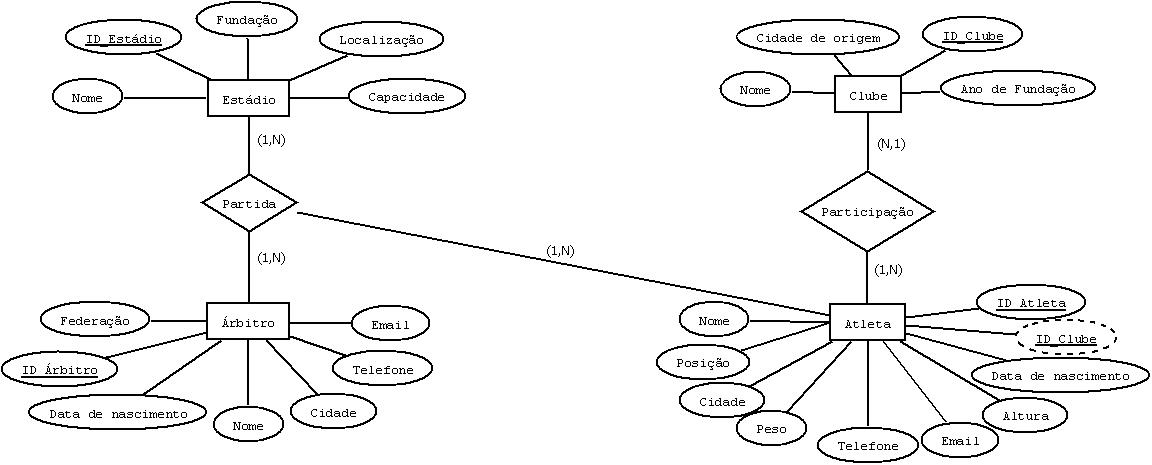 Fundação
ID_Estádio
Localização
Nome
Estádio
Capacidade
(1,N)
Partida
(1,N)
Federação
Árbitro
Email
ID_Árbitro
Telefone
Data de nascimento
Nome
Cidade
(1,N)
Cidade de origem
ID_Clube
Nome
Clube
Ano de Fundação
(N,1)
Participação
(1,N)
ID_Atleta
Nome
Atleta
ID_Clube
Posição
Data de nascimento
Cidade
Altura
Peso
Telefone
Email